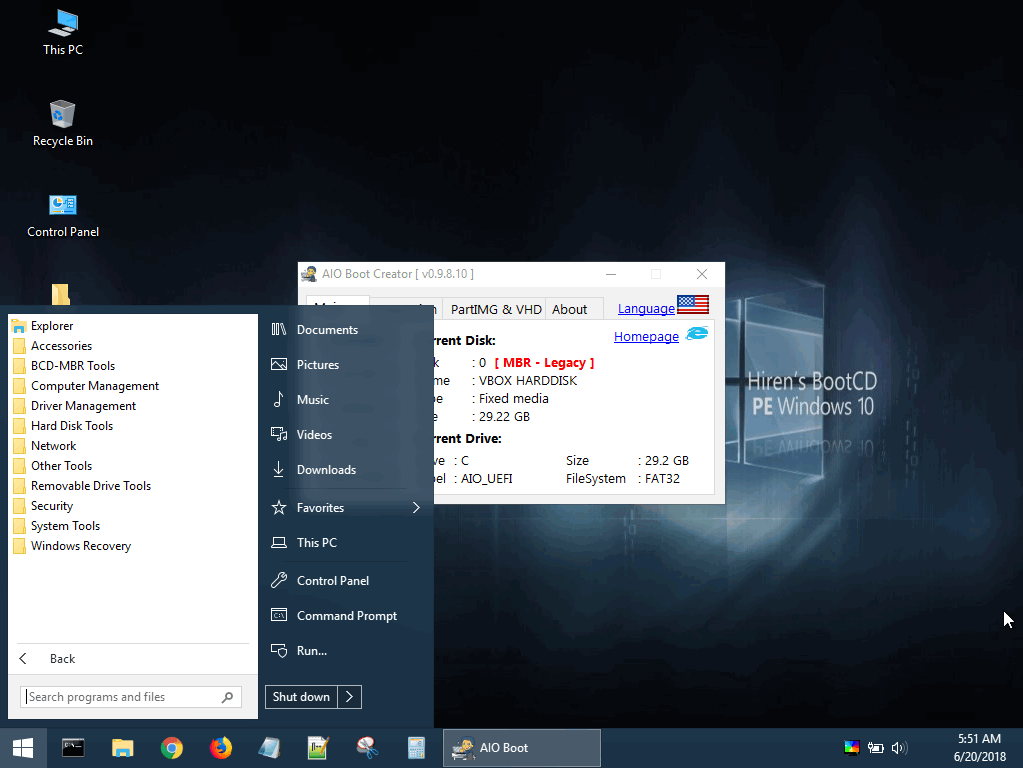 This PC
Recycle Bin
Control Panel
AIO Boot Creator [ v0.9.8.10 ]
PartIMG & VHD
About
Language
Homepage
rrent Disk:
k : 0 [ MBR - Legacy ]
me : VBOX HARDDISK
pe : Fixed media
e : 29.22 GB
rrent Drive:
ve : C Size : 29.2 GB
bel : AIO_UEFI FileSystem : FAT32
Hiren's BootCD
PE Windows 10
Explorer
Accessories
BCD-MBR Tools
Computer Management
Driver Management
Hard Disk Tools
Network
Other Tools
Removable Drive Tools
Security
System Tools
Windows Recovery
Back
Search programs and files
Documents
Pictures
Music
Videos
Downloads
Favorites
This PC
Control Panel
Command Prompt
Run...
Shut down
AIO Boot
5:51 AM
6/20/2018